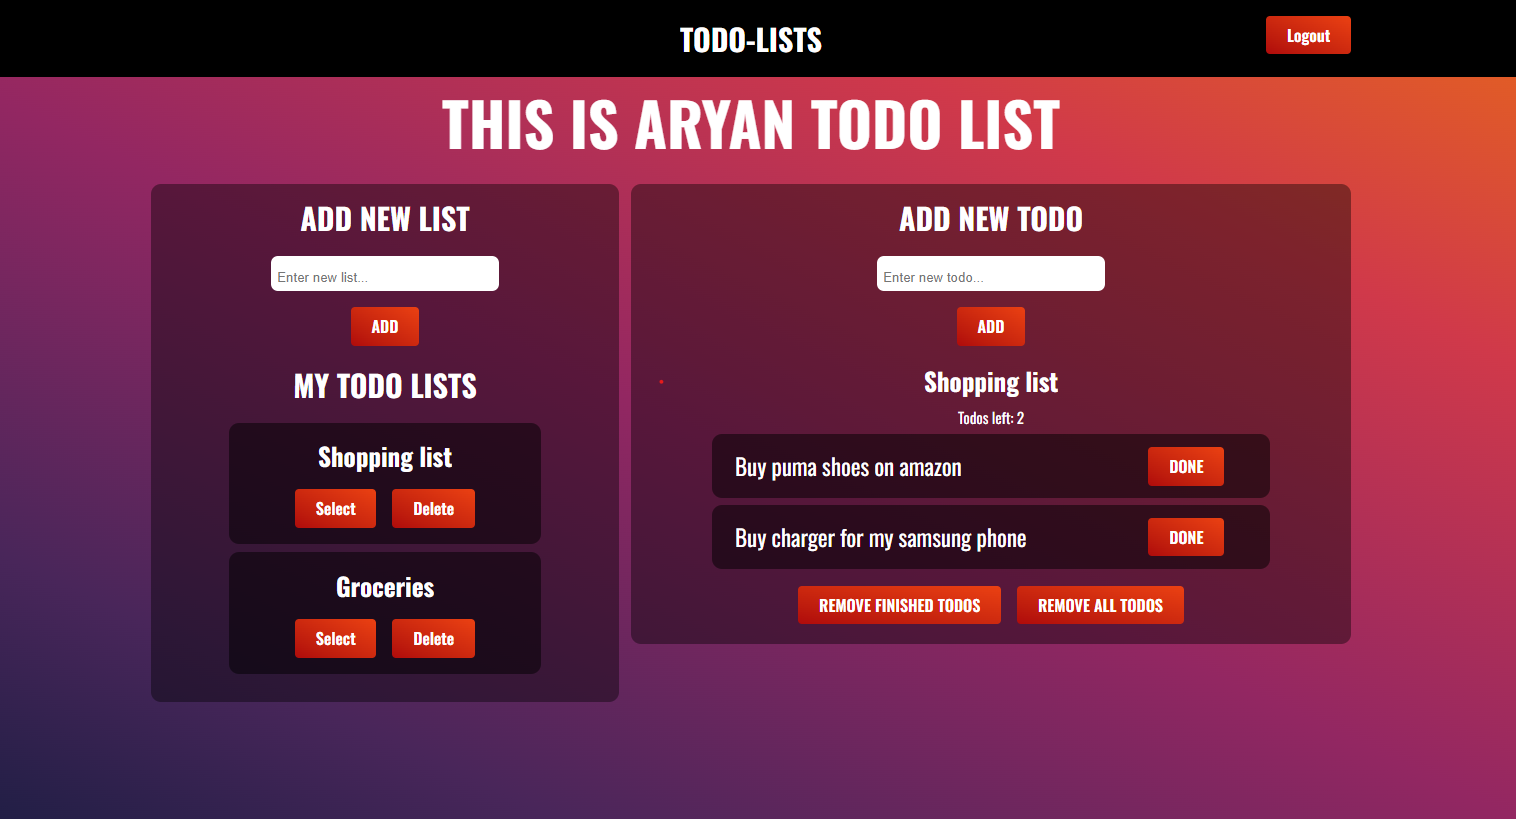 TODO-LISTS
Logout
THIS IS ARYAN TODO LIST
ADD NEW LIST
Enter new list...
ADD
MY TODO LISTS
Shopping list
Select
Delete
Groceries
Select
Delete
ADD NEW TODO
Enter new todo...
ADD
Shopping list
Todos left: 2
Buy puma shoes on amazon
DONE
Buy charger for my samsung phone
DONE
REMOVE FINISHED TODOS
REMOVE ALL TODOS